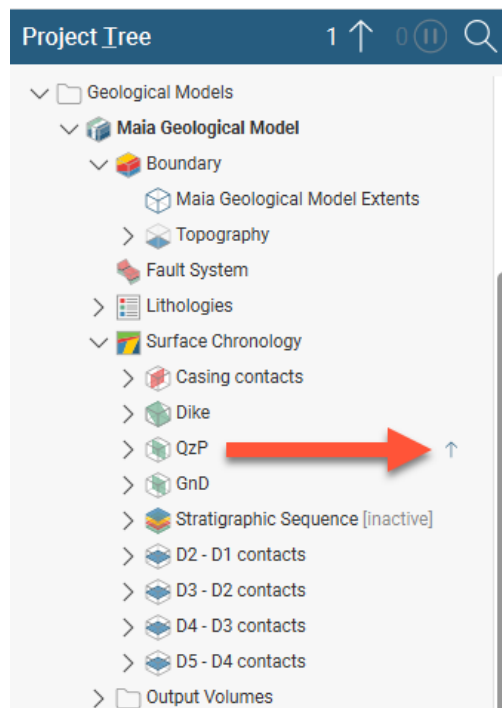 Project Tree 1 0
Geological Models
Maia Geological Model
Boundary
Maia Geological Model Extents
Topography
Fault System
Lithologies
Surface Chronology
Casing contacts
Dike
QzP
GnD
Stratigraphic Sequence [inactive]
D2 - D1 contacts
D3 - D2 contacts
D4 - D3 contacts
D5 - D4 contacts
Output Volumes